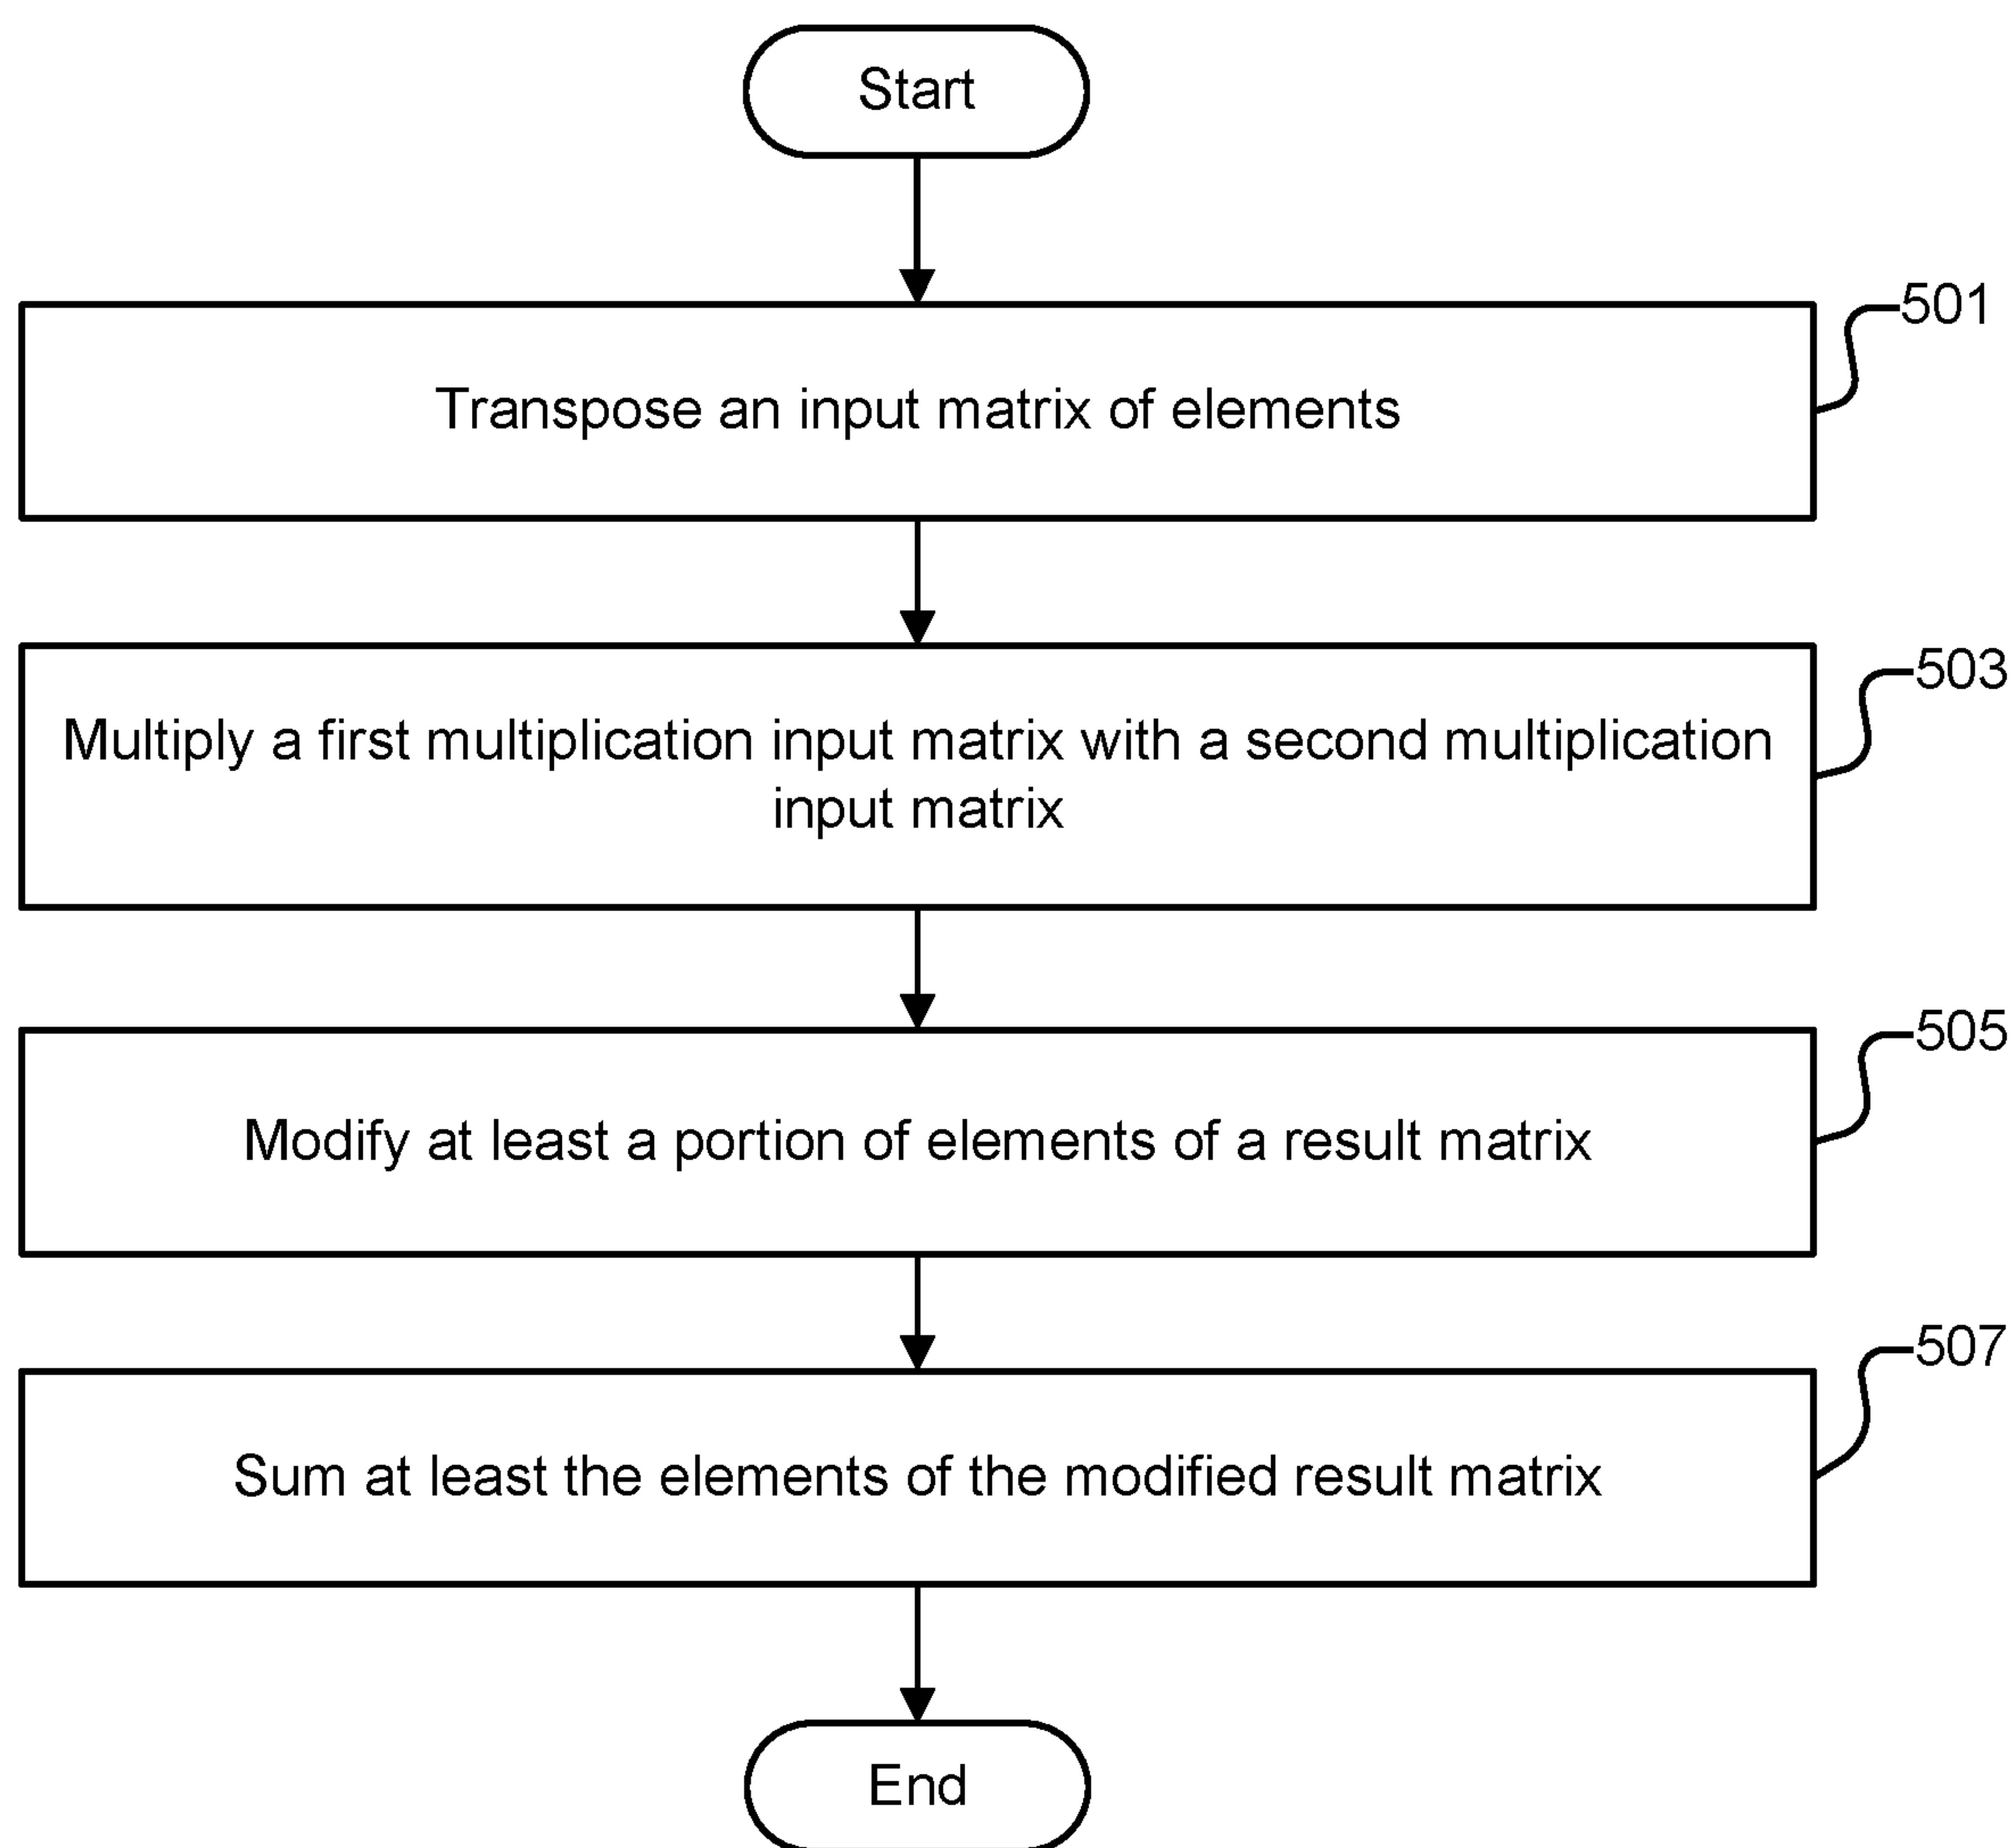 Start
501
Transpose an input matrix of elements
503
Multiply a first multiplication input matrix with a second multiplication
input matrix
505
Modify at least a portion of elements of a result matrix
507
Sum at least the elements of the modified result matrix
End